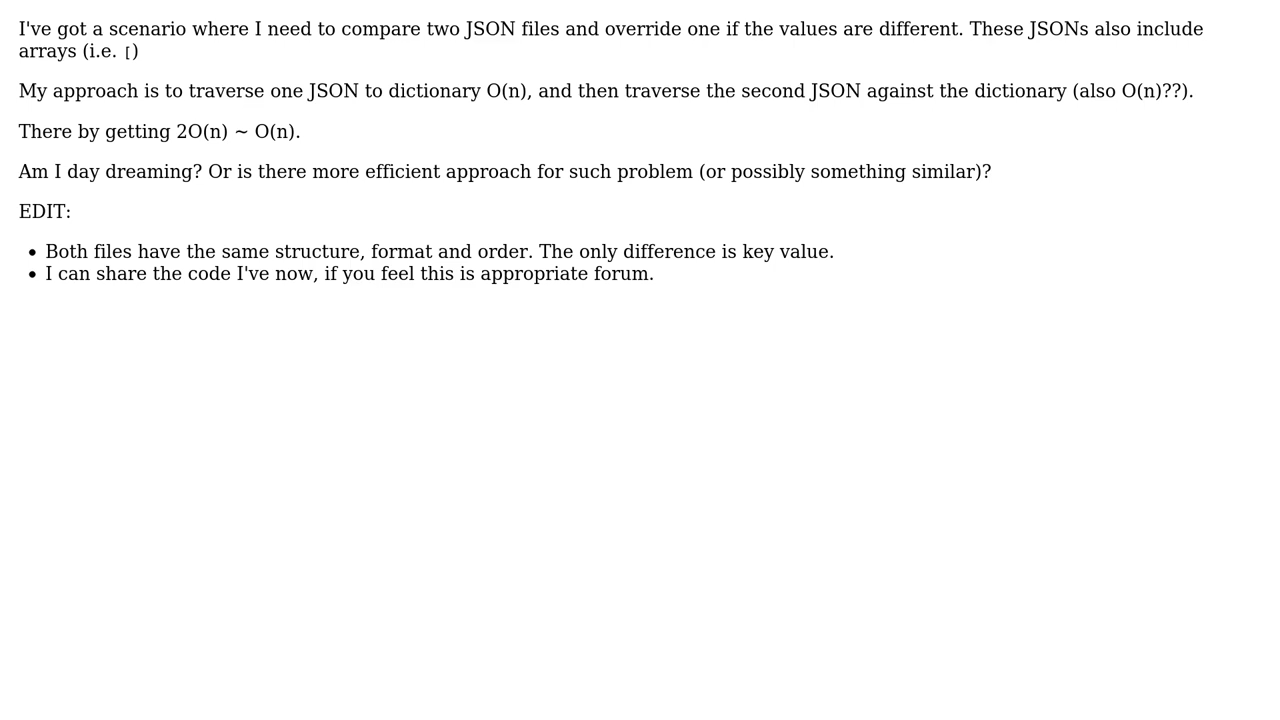 I've got a scenario where I need to compare two JSON files and override one if the values are different. These JSONs also include
arrays (i.e. [)
My approach is to traverse one JSON to dictionary O(n), and then traverse the second JSON against the dictionary (also O(n)??).
There by getting 2O(n) ~ O(n).
Am I day dreaming? Or is there more efficient approach for such problem (or possibly something similar)?
EDIT:
• Both files have the same structure, format and order. The only difference is key value.
• I can share the code I've now, if you feel this is appropriate forum.